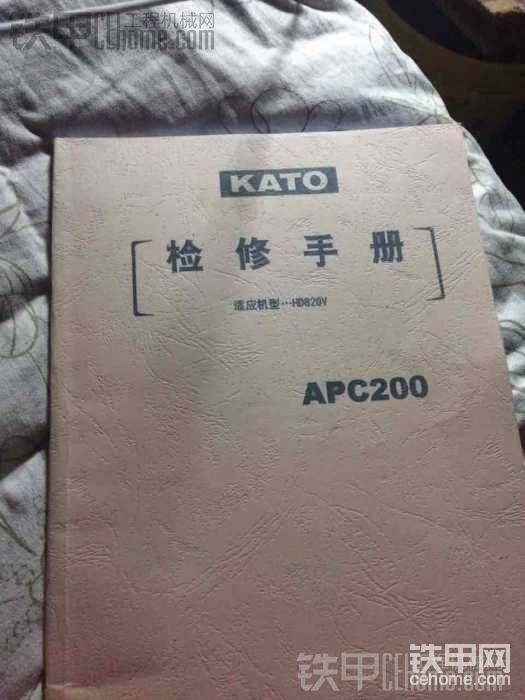 铁甲工程机械网
cehome.com
KATO
检修手册
适应机型…HD820V
APC200
铁甲网
cehome.com